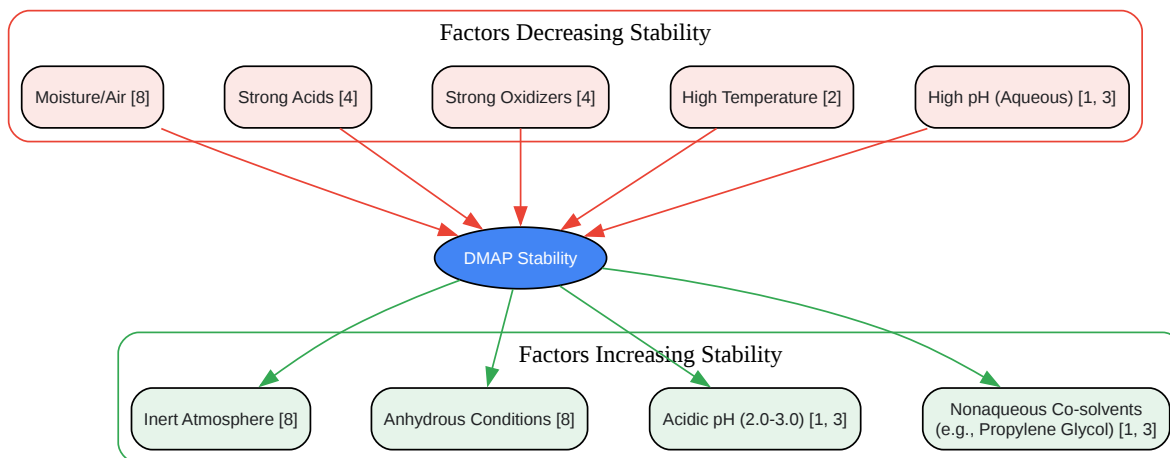 Factors Decreasing Stability
Moisture/Air [8]
Strong Acids [4]
Strong Oxidizers [4]
High Temperature [2]
High pH (Aqueous) [1, 3]
DMAP Stability
Factors Increasing Stability
Inert Atmosphere [8]
Anhydrous Conditions [8]
Acidic pH (2.0-3.0) [1, 3]
Nonaqueous Co-solvents
(e.g., Propylene Glycol) [1, 3]